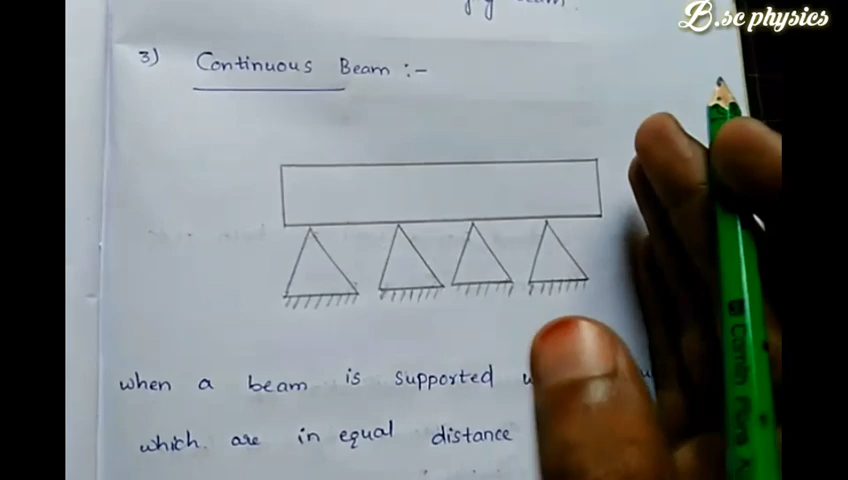 B.sc physics
3) Continuous Beam :-
when a beam is supported
which are in equal distance